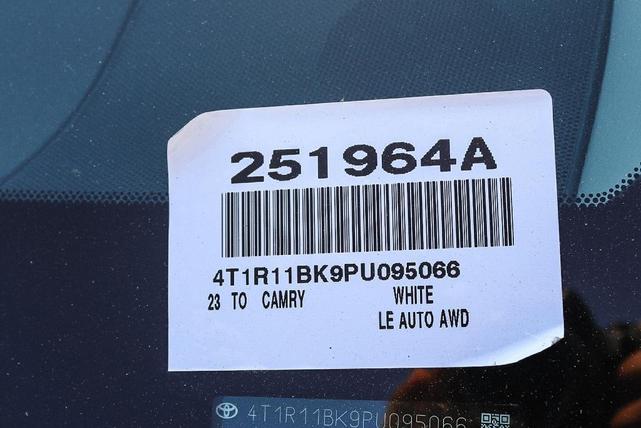 251964A
4T1R11BK9PU095066
23 TO CAMRY WHITE
LE AUTO AWD
4T1R11BK9PU095066